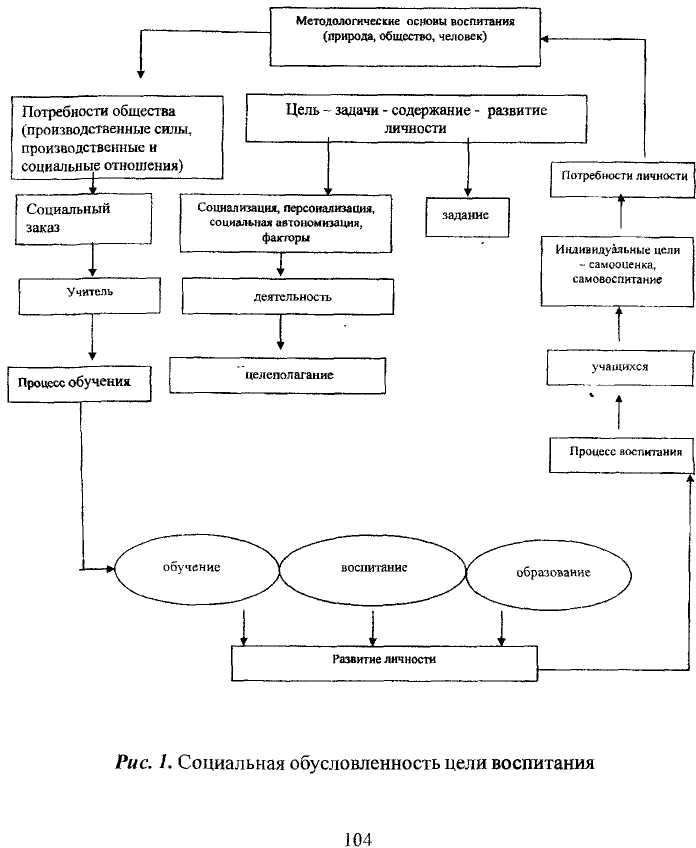 Методологические основы воспитания
(природа, общество, человек)
Потребности общества
(производственные силы,
производственные и
социальные отношения)
Цель – задачи - содержание - развитие
личности
Потребности личности
Социальный
заказ
Социализация, персонализация,
социальная автономизация,
факторы
задание
Индивидуальные цели
– самооценка,
самовоспитание
Учитель
деятельность
Процесс обучения
целеполагание
учащихся
Процесс воспитания
обучение
воспитание
образование
Развитие личности
Рис. 1. Социальная обусловленность цели воспитания
104